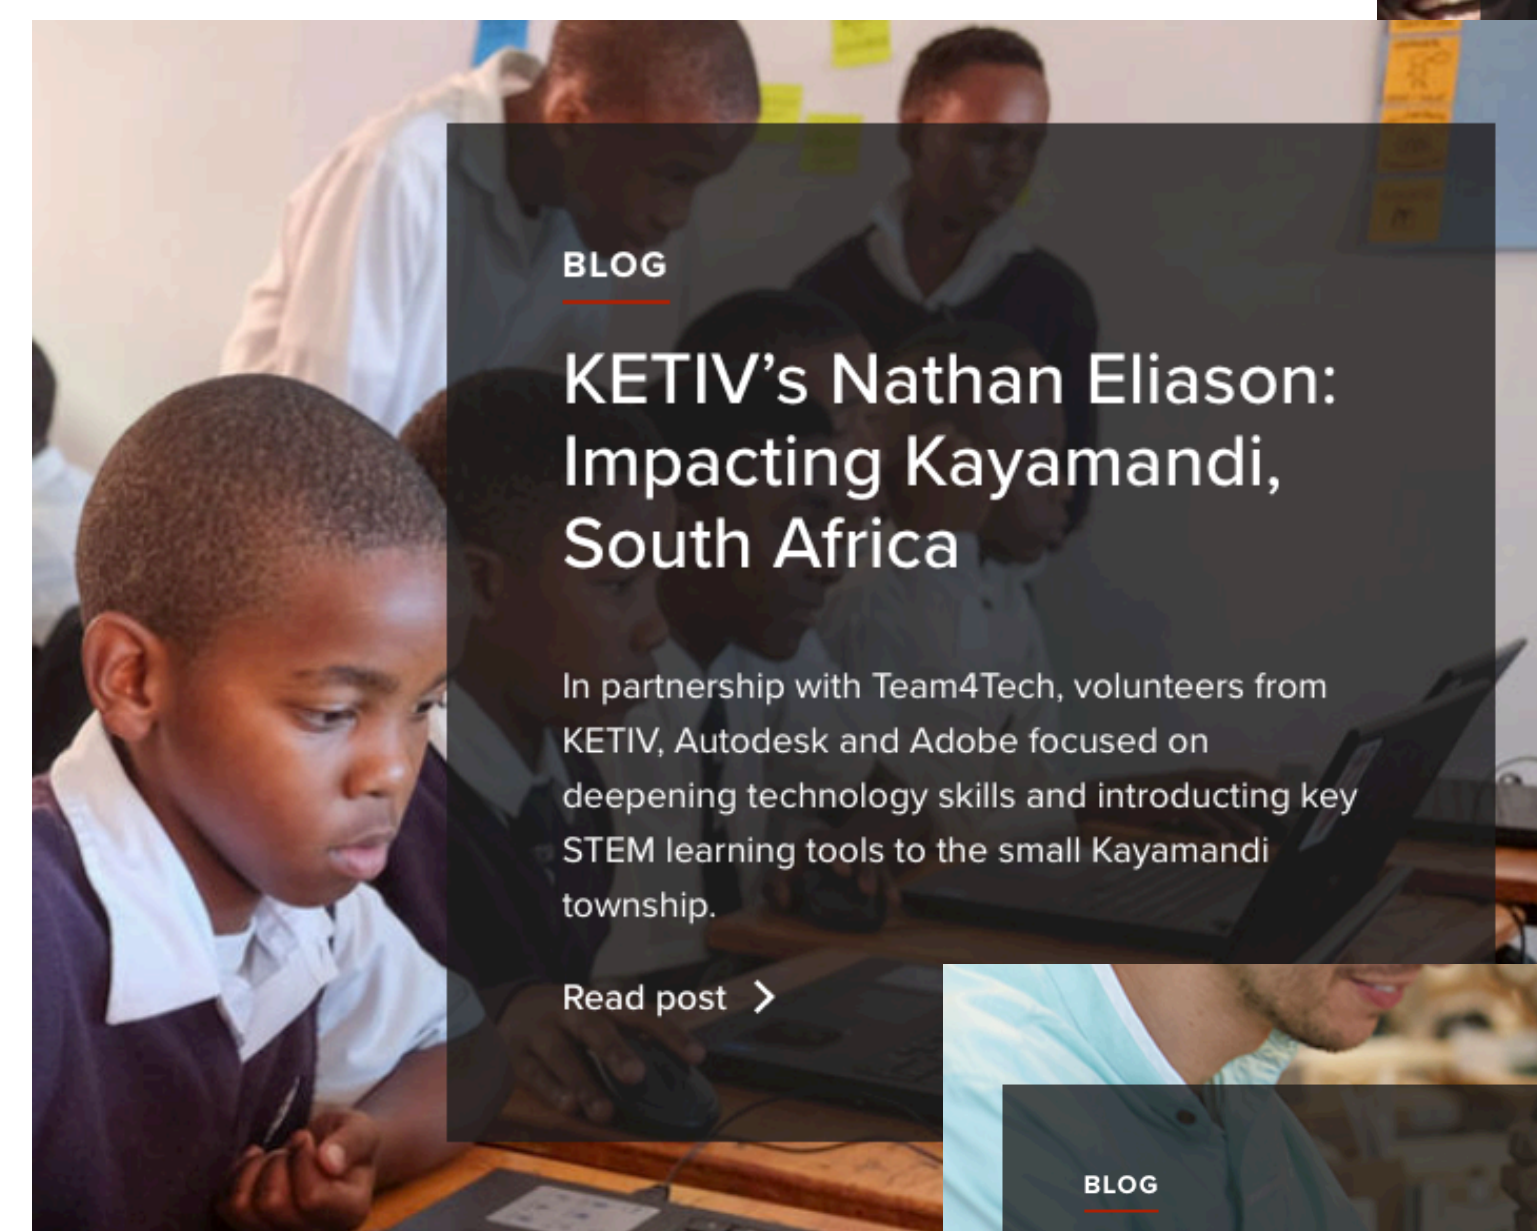 BLOG
KETIV’s Nathan Eliason:
Impacting Kayamandi,
South Africa
In partnership with Team4Tech, volunteers from
KETIV, Autodesk and Adobe focused on
deepening technology skills and introducting key
STEM learning tools to the small Kayamandi
township.
Read post
BLOG